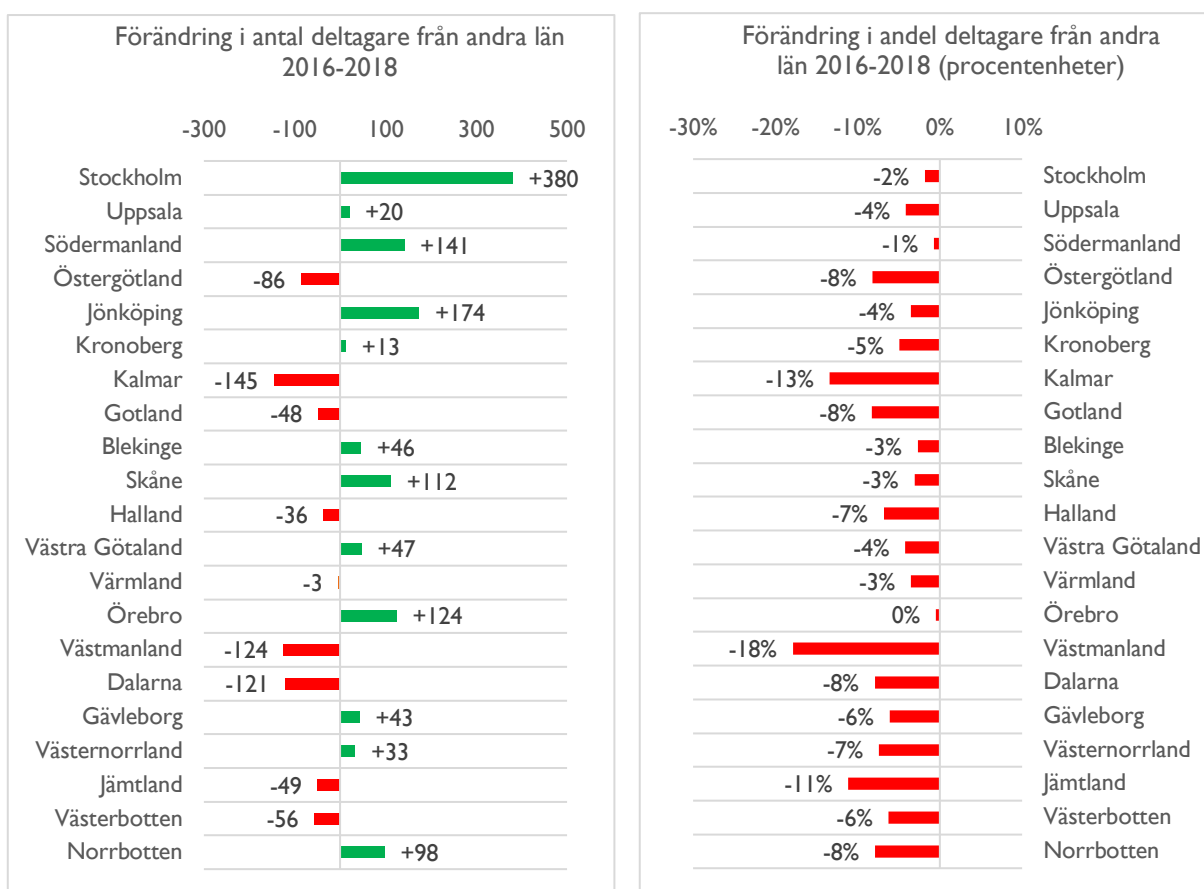 Förändring i antal deltagare från andra län
2016-2018
-300 -100 100 300 500
Stockholm +380
Uppsala +20
Södermanland +141
Östergötland -86
Jönköping +174
Kronoberg +13
Kalmar -145
Gotland -48
Blekinge +46
Skåne +112
Halland -36
Västra Götaland +47
Värmland -3
Örebro +124
Västmanland -124
Dalarna -121
Gävleborg +43
Västernorrland +33
Jämtland -49
Västerbotten -56
Norrbotten +98
Förändring i andel deltagare från andra
län 2016-2018 (procentenheter)
-30% -20% -10% 0% 10%
-2% Stockholm
-4% Uppsala
-1% Södermanland
-8% Östergötland
-4% Jönköping
-5% Kronoberg
-13% Kalmar
-8% Gotland
-3% Blekinge
-3% Skåne
-7% Halland
-4% Västra Götaland
-3% Värmland
0% Örebro
-18% Västmanland
-8% Dalarna
-6% Gävleborg
-7% Västernorrland
-11% Jämtland
-6% Västerbotten
-8% Norrbotten